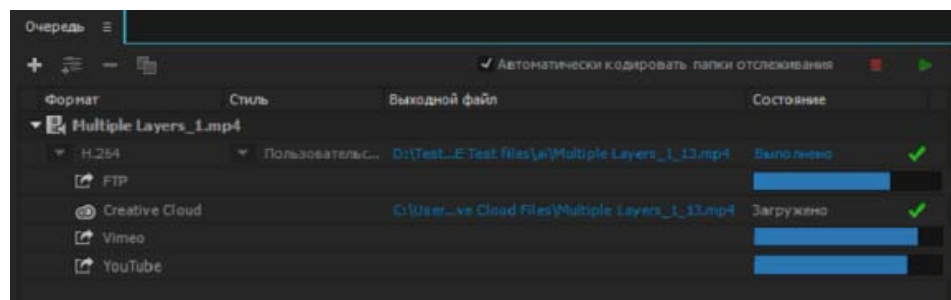 Очередь
Автоматически кодировать папки отслеживания
Формат Стиль Выходной файл Состояние
Multiple Layers_1.mp4
H.264 Пользовательс... D:\Test...E Test files\ai\Multiple Layers_1_13.mp4 Выполнено
FTP
Creative Cloud C:\User...ve Cloud Files\Multiple Layers_1_13.mp4 Загружено
Vimeo
YouTube